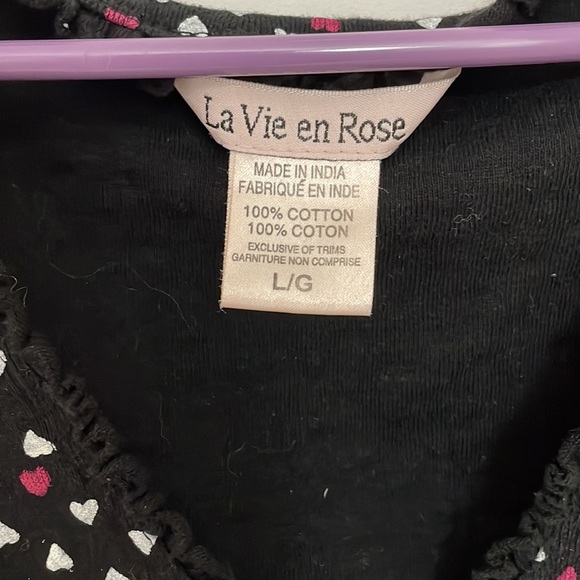 La Vie en Rose
MADE IN INDIA
FABRIQUÉ EN INDE
100% COTTON
100% COTON
EXCLUSIVE OF TRIMS
GARNITURE NON COMPRISE
L/G